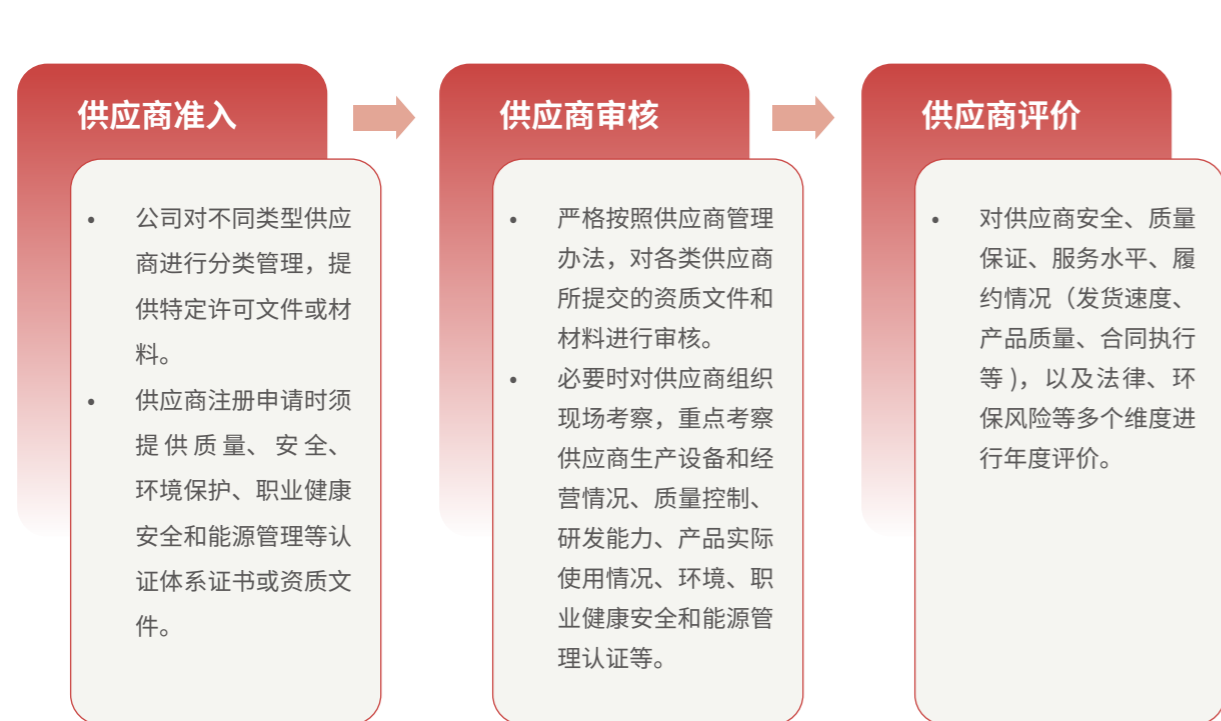 供应商准入
• 公司对不同类型供应
商进行分类管理，提
供特定许可文件或材
料。
• 供应商注册申请时须
提供质量、安全、
环境保护、职业健康
安全和能源管理等认
证体系证书或资质文
件。
供应商审核
• 严格按照供应商管理
办法，对各类供应商
所提交的资质文件和
材料进行审核。
• 必要时对供应商组织
现场考察，重点考察
供应商生产设备和经
营情况、质量控制、
研发能力、产品实际
使用情况、环境、职
业健康安全和能源管
理认证等。
供应商评价
• 对供应商安全、质量
保证、服务水平、履
约情况（发货速度、
产品质量、合同执行
等 )，以及法律、环
保风险等多个维度进
行年度评价。